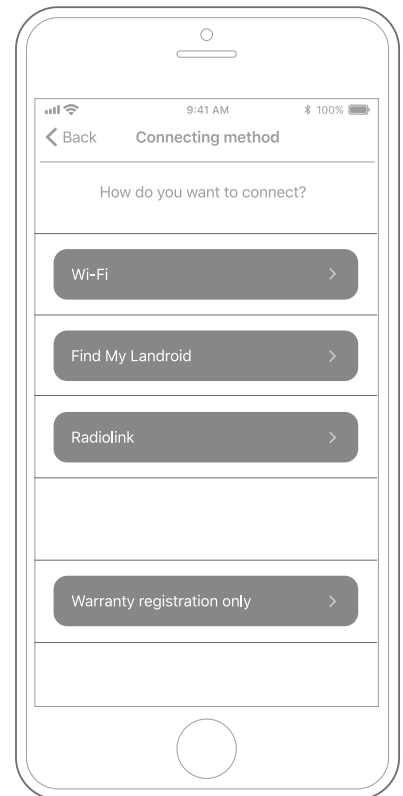 9:41 AM
100%
Back
Connecting method
How do you want to connect?
Wi-Fi
Find My Landroid
Radiolink
Warranty registration only